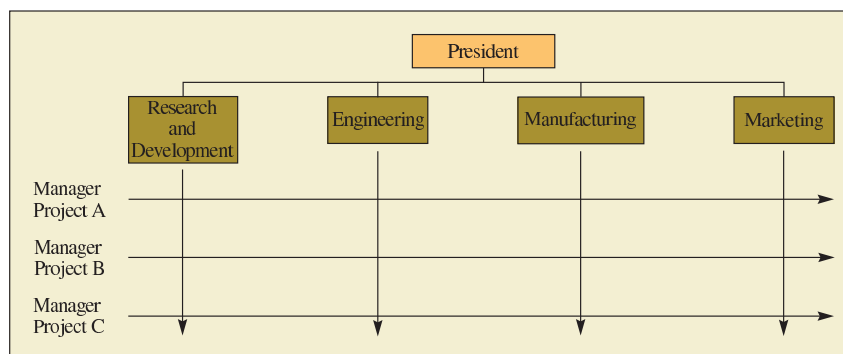 President
Research
and
Development
Engineering
Manufacturing
Marketing
Manager
Project A
Manager
Project B
Manager
Project C